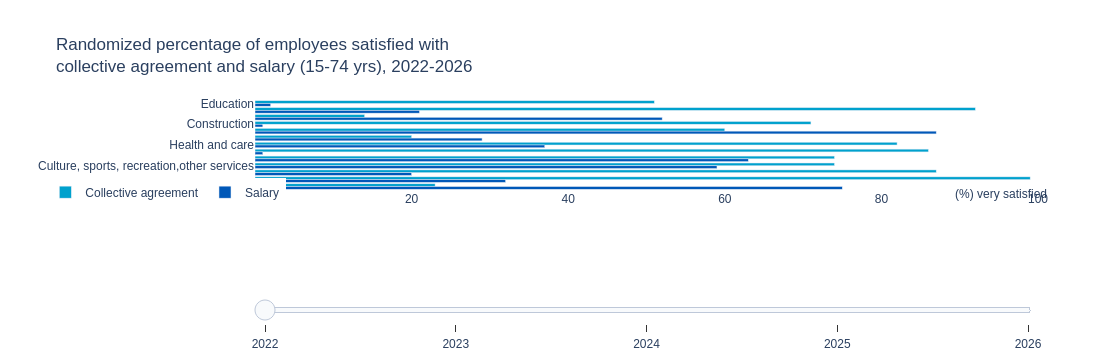 Randomized percentage of employees satisfied with
collective agreement and salary (15-74 yrs), 2022-2026
Education
Construction
Health and care
Culture, sports, recreation,other services
Collective agreement
Salary
20
40
60
80
100
(%) very satisfied
2022
2023
2024
2025
2026